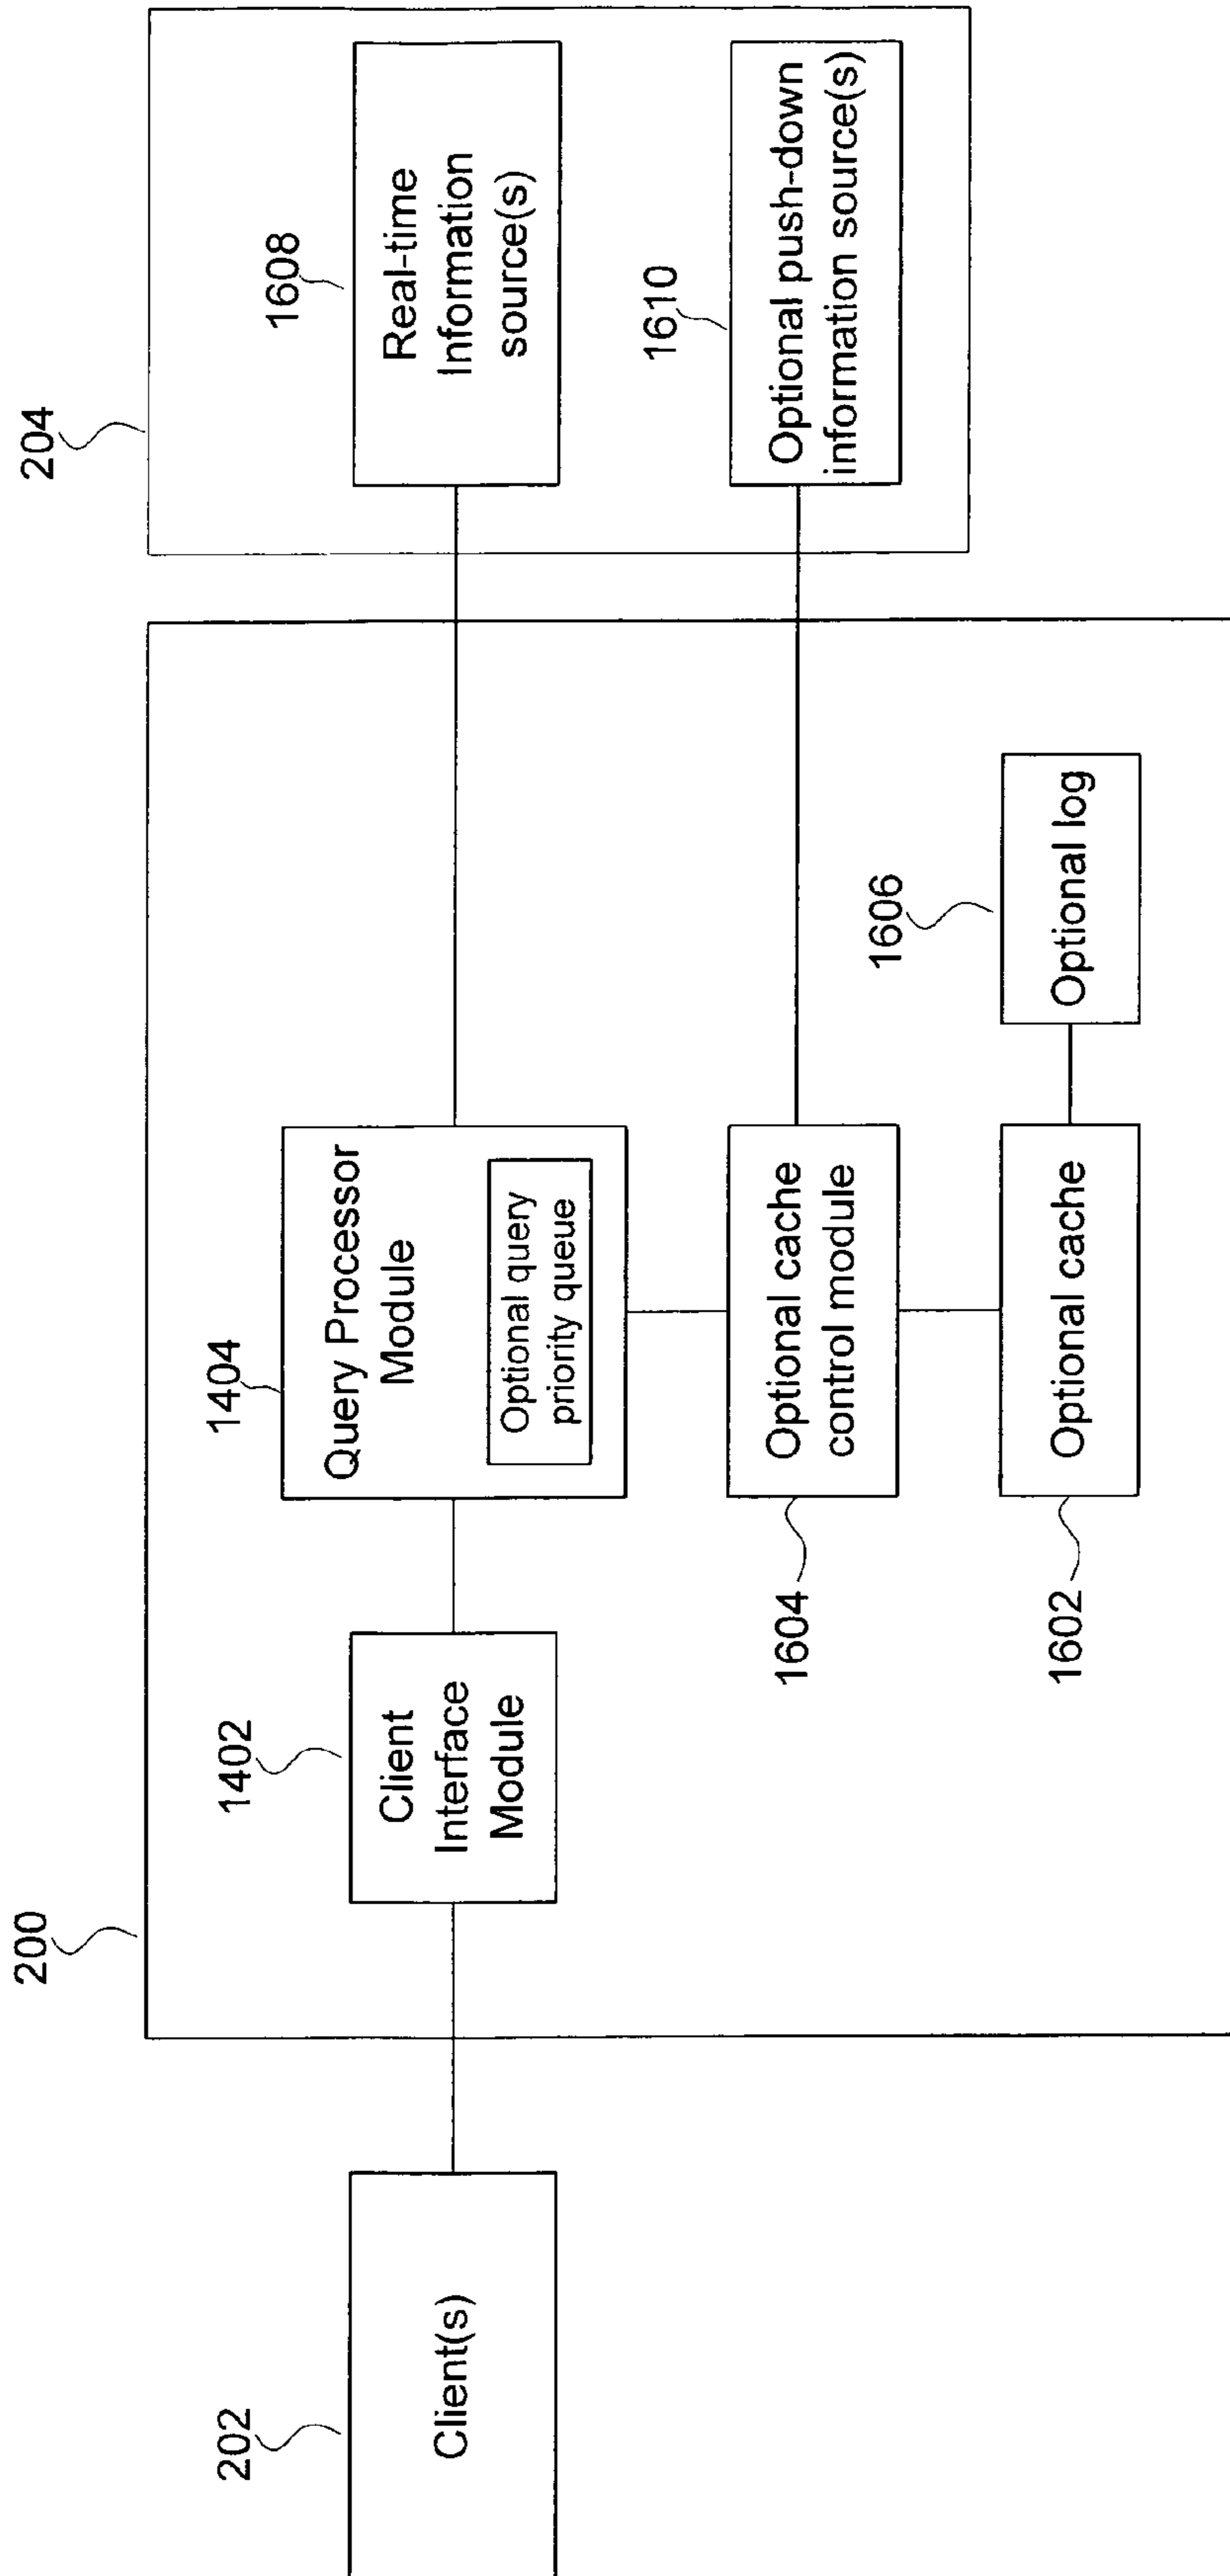 200
204
202
Client(s)
1402
Client
Interface
Module
1404
Query Processor
Module
Optional query
priority queue
1608
Real-time
Information
source(s)
1604
Optional cache
control module
1610
Optional push-down
information source(s)
1602
Optional cache
1606
Optional log